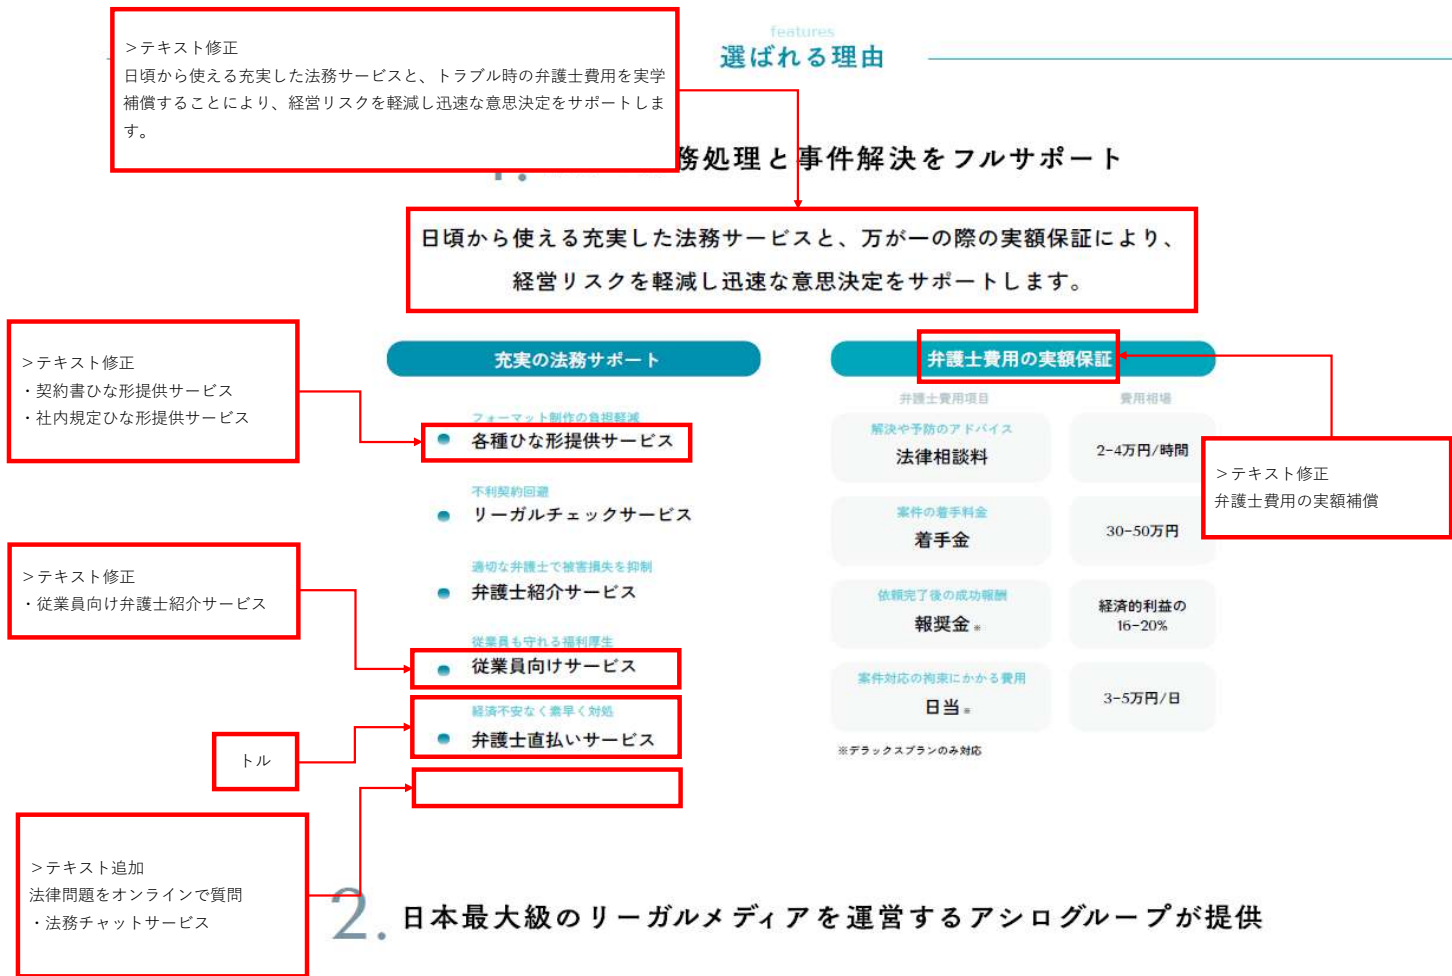 features
選ばれる理由
>テキスト修正
日頃から使える充実した法務サービスと、トラブル時の弁護士費用を実学
補償することにより、経営リスクを軽減し迅速な意思決定をサポートしま
す。
務処理と事件解決をフルサポート
日頃から使える充実した法務サービスと、万が一の際の実額保証により、
経営リスクを軽減し迅速な意思決定をサポートします。
>テキスト修正
・契約書ひな形提供サービス
・社内規定ひな形提供サービス
充実の法務サポート
フォーマット制作の負担軽減
各種ひな形提供サービス
不利契約回避
リーガルチェックサービス
適切な弁護士で被害損失を抑制
弁護士紹介サービス
従業員も守れる福利厚生
従業員向けサービス
経済不安なく素早く対処
弁護士直払いサービス
>テキスト修正
・従業員向け弁護士紹介サービス
トル
>テキスト追加
法律問題をオンラインで質問
・法務チャットサービス
弁護士費用の実額保証
弁護士費用項目 費用相場
解決や予防のアドバイス
法律相談料 2-4万円/時間
案件の着手料金
着手金 30-50万円
依頼完了後の成功報酬
報奨金※ 経済的利益の
16-20%
案件対応の拘束にかかる費用
日当※ 3-5万円/日
※デラックスプランのみ対応
>テキスト修正
弁護士費用の実額補償
2. 日本最大級のリーガルメディアを運営するアシログループが提供